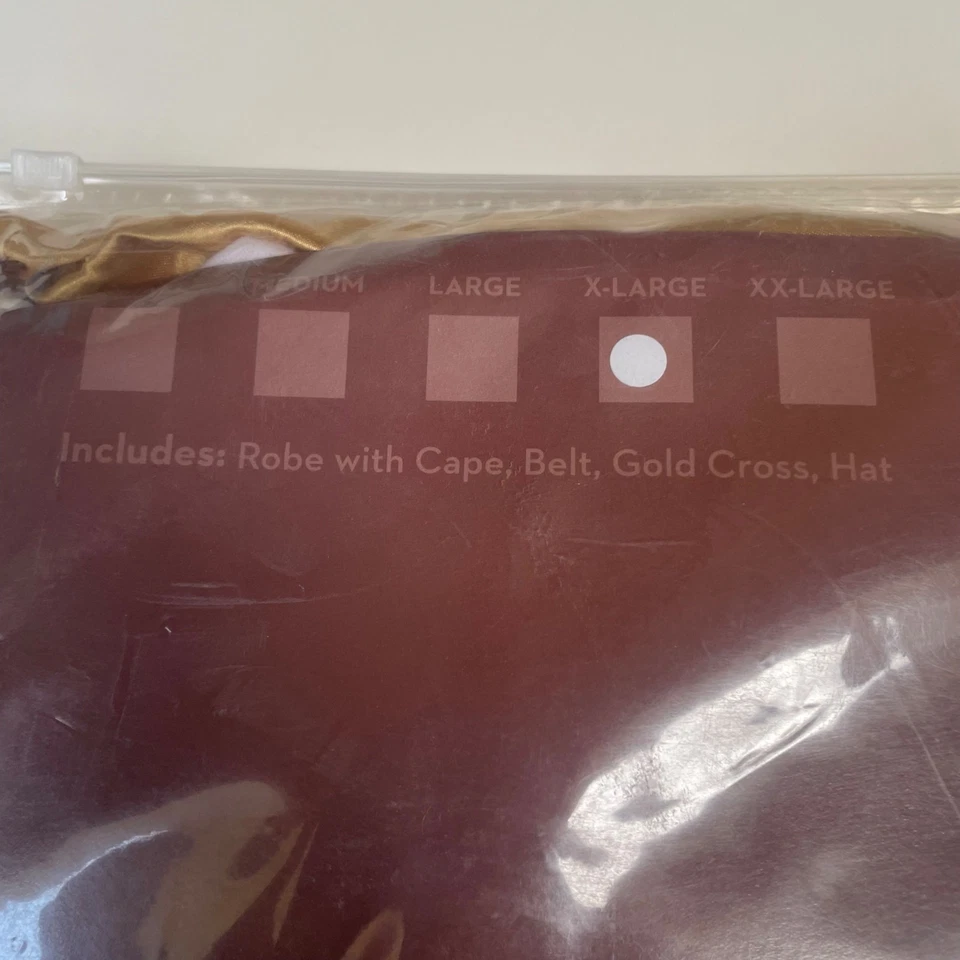 MEDIUM LARGE X-LARGE XX-LARGE
Includes: Robe with Cape, Belt, Gold Cross, Hat